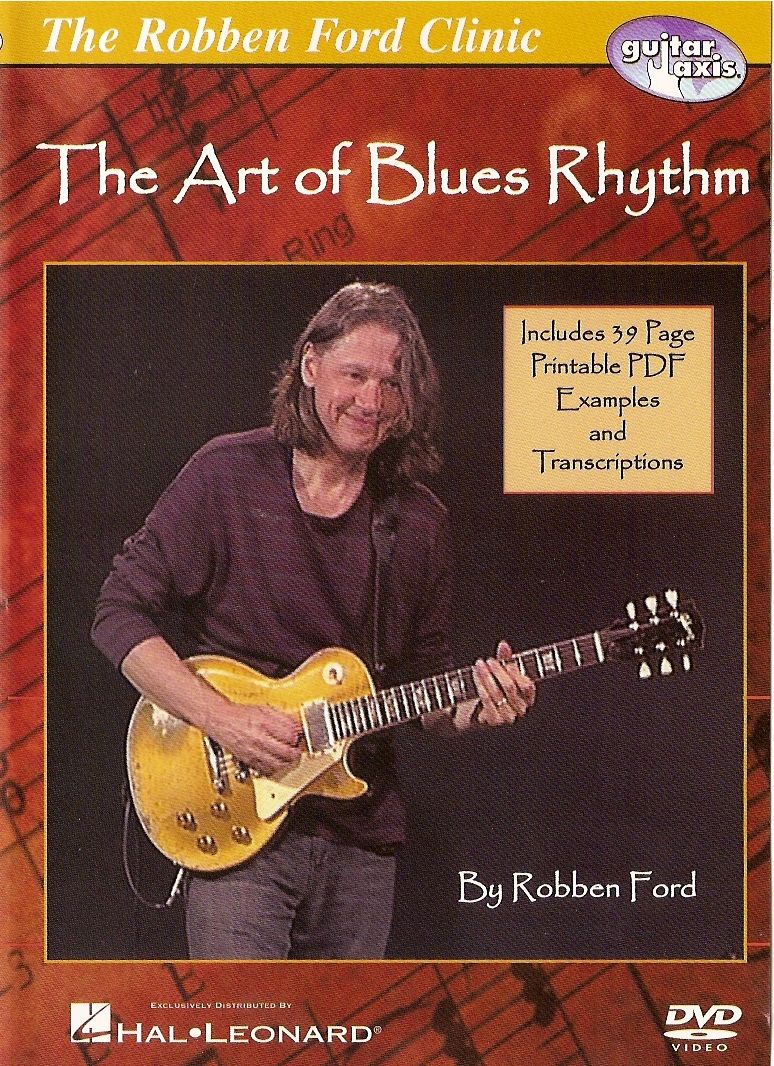 The Robben Ford Clinic
guitar
axis.
The Art of Blues Rhythm
Ring
Includes 39 Page
Printable PDF
Examples
and
Transcriptions
By Robben Ford
EXCLUSIVELY DISTRIBUTED BY
HAL•LEONARD®
DVD
VIDEO